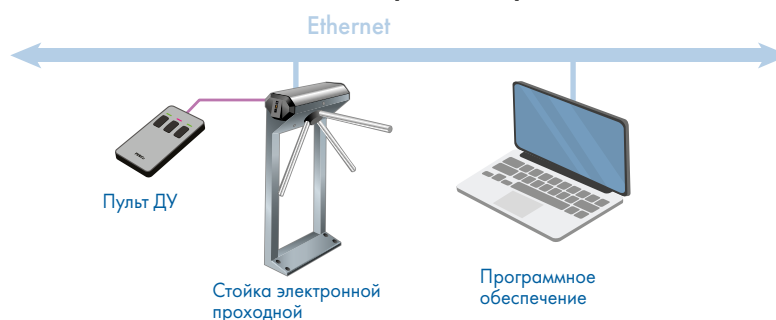 Ethernet
Пульт ДУ
Стойка электронной
проходной
Программное
обеспечение